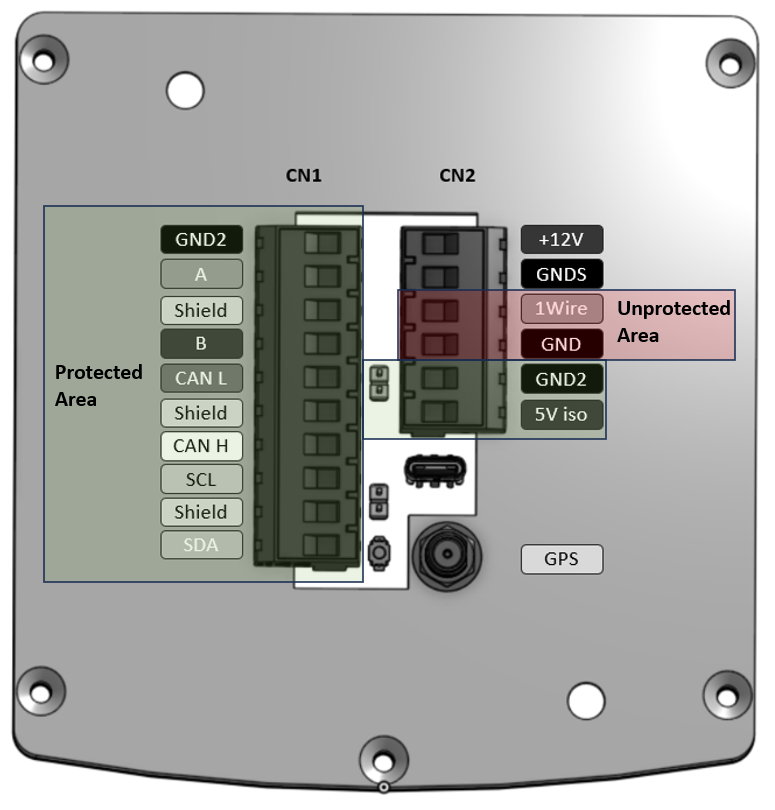 CN1
CN2
GND2
A
Shield
B
CAN L
Shield
CAN H
SCL
Shield
SDA
Protected
Area
+12V
GNDS
1Wire
GND
GND2
5V iso
Unprotected
Area
GPS